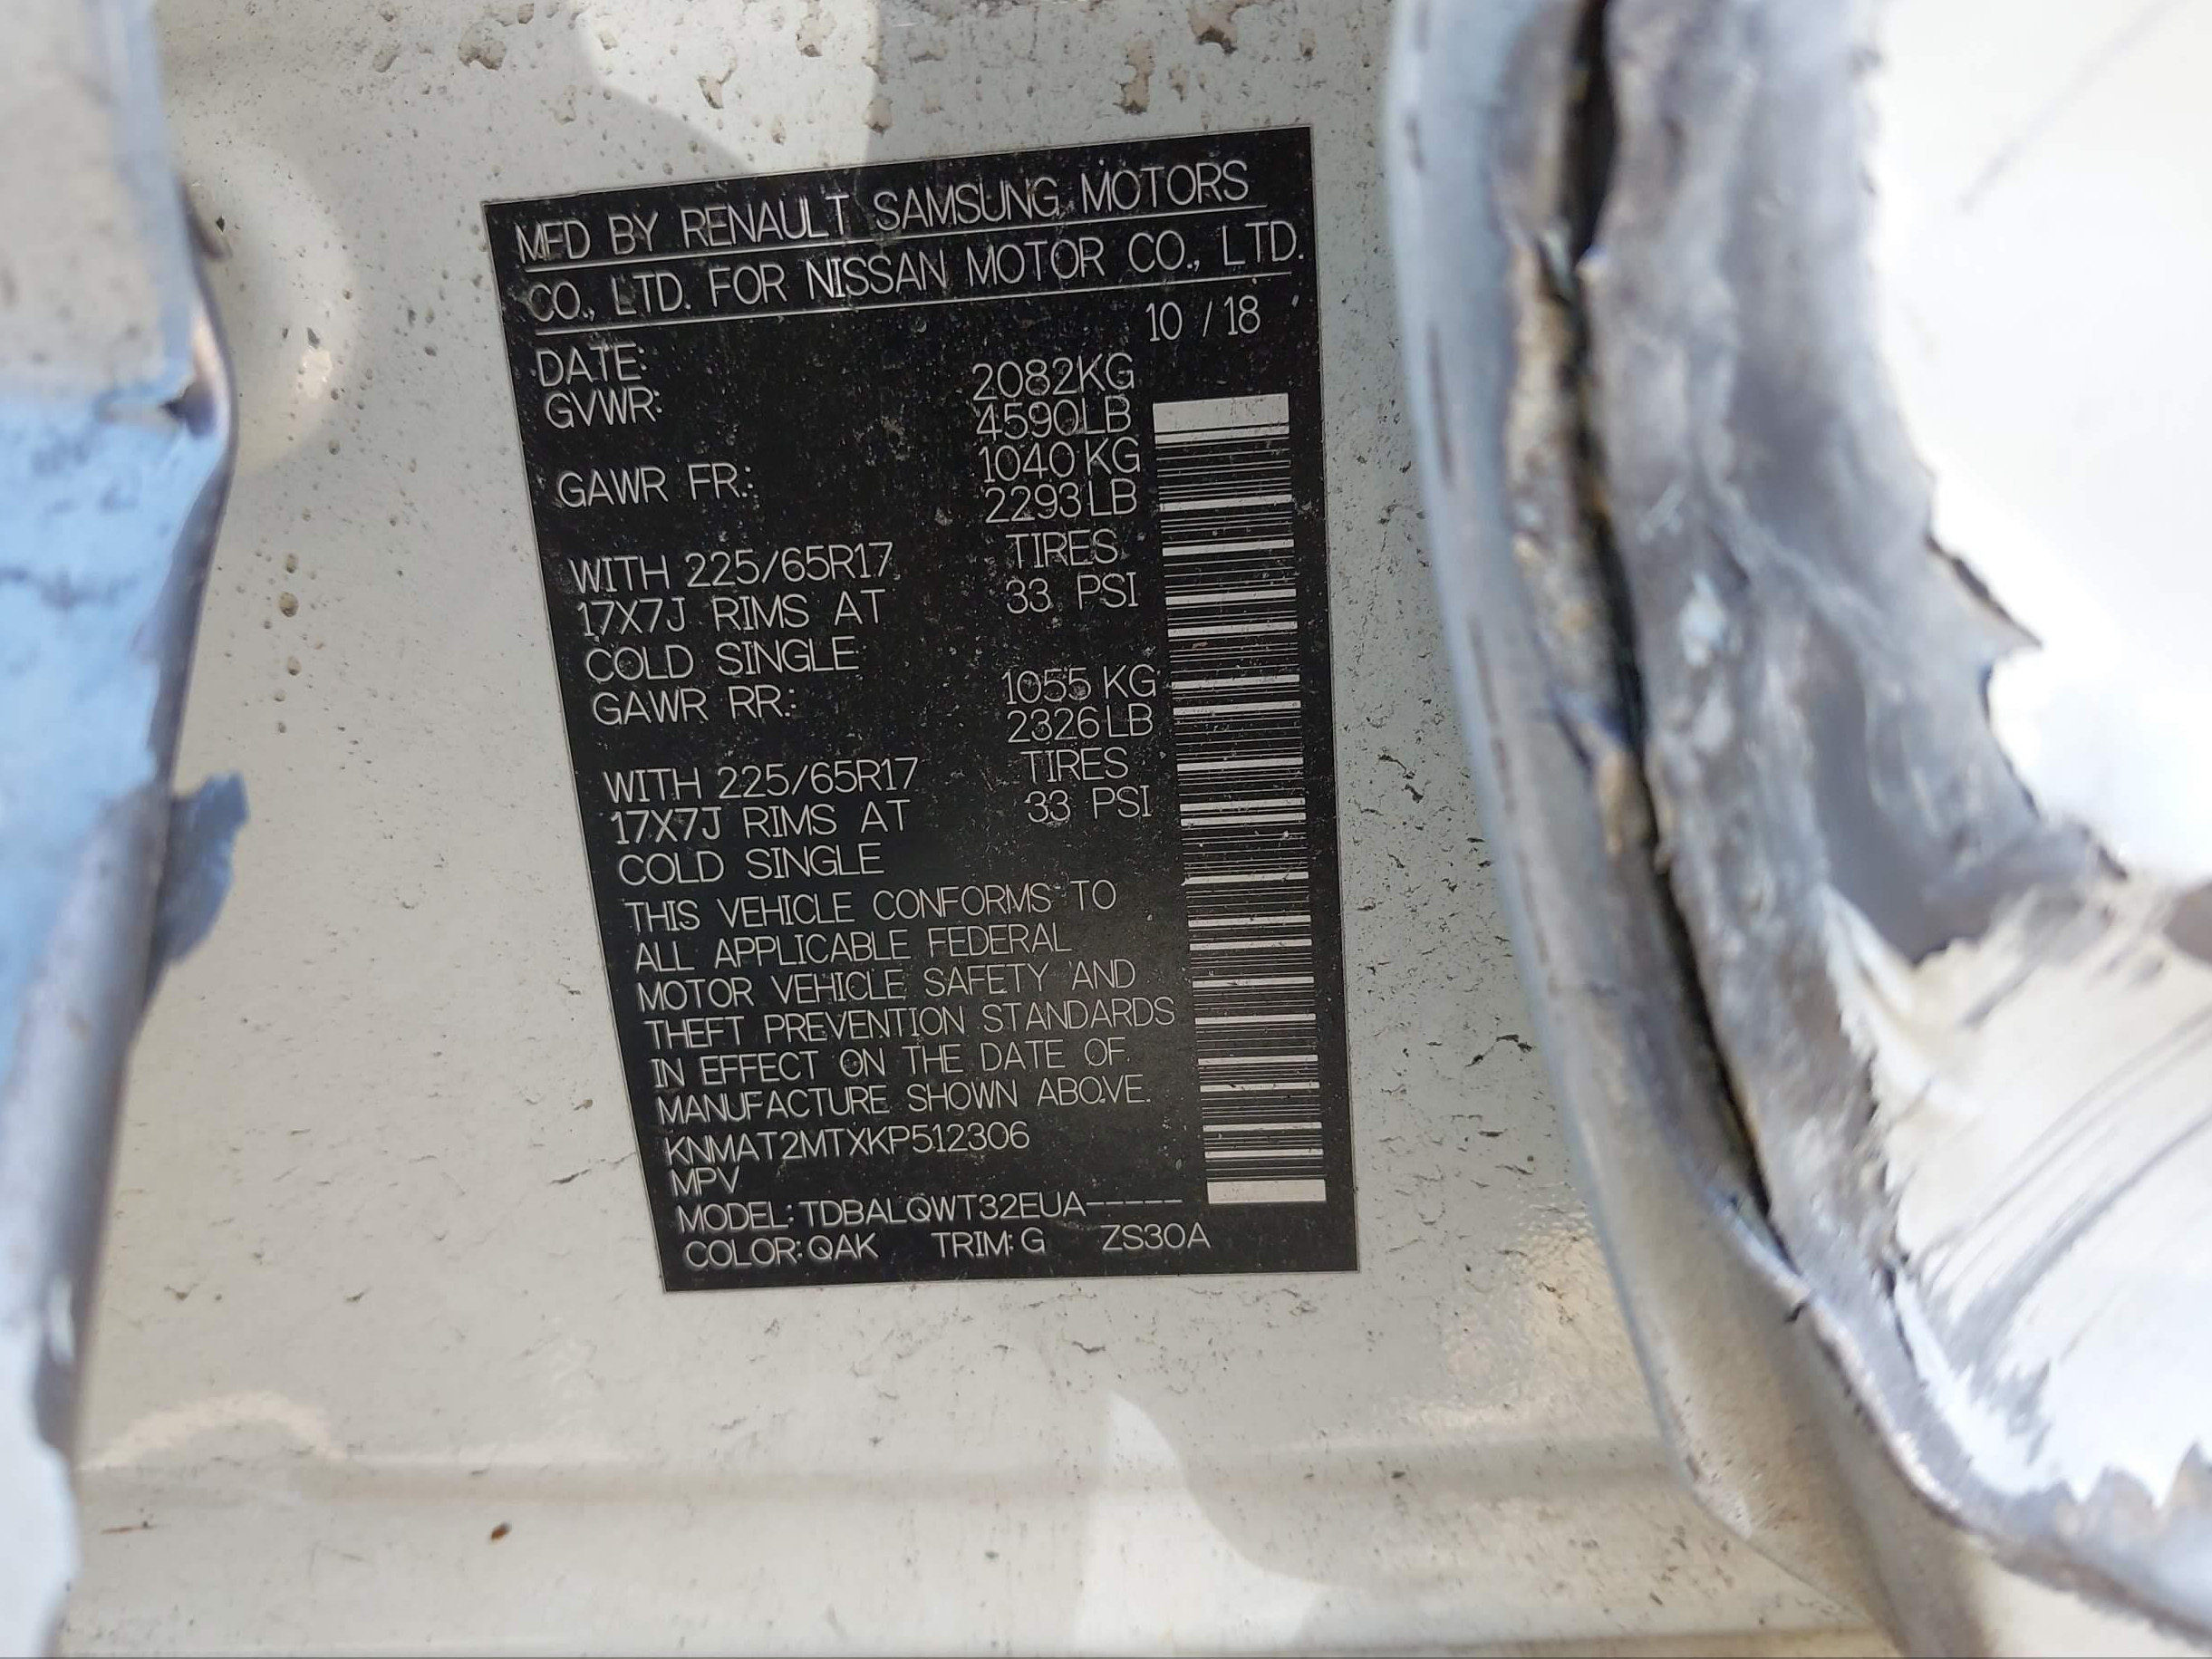 MFD BY RENAULT SAMSUNG MOTORS
CO., LTD. FOR NISSAN MOTOR CO., LTD.
DATE: 10 / 18
GVWR: 2082KG
4590LB
GAWR FR.: 1040 KG
2293LB
WITH 225/65R17 TIRES
17X7J RIMS AT 33 PSI
COLD SINGLE
GAWR RR.: 1055 KG
2326LB
WITH 225/65R17 TIRES
17X7J RIMS AT 33 PSI
COLD SINGLE
THIS VEHICLE CONFORMS TO
ALL APPLICABLE FEDERAL
MOTOR VEHICLE SAFETY AND
THEFT PREVENTION STANDARDS
IN EFFECT ON THE DATE OF
MANUFACTURE SHOWN ABOVE.
KNMAT2MTXKP512306
MPV
MODEL: TDBALQWT32EUA-----
COLOR: QAK TRIM: G ZS30A